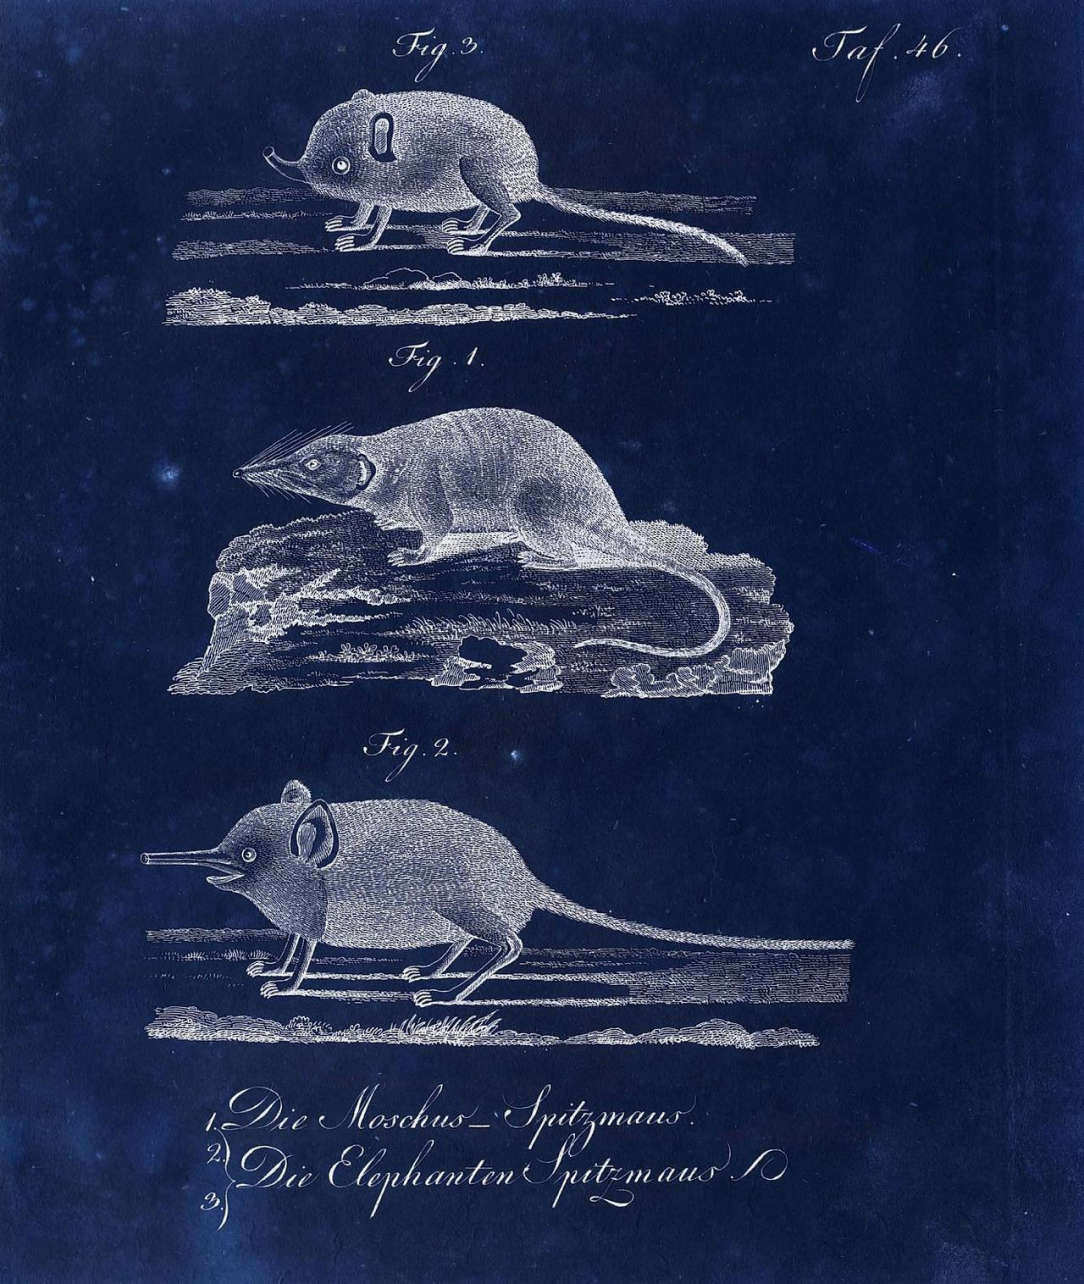 Fig. 3.
Taf. 46.
Fig. 1.
Fig. 2.
1. Die Moschus_Spitzmaus.
2.
Die Elephanten Spitzmaus.
3.